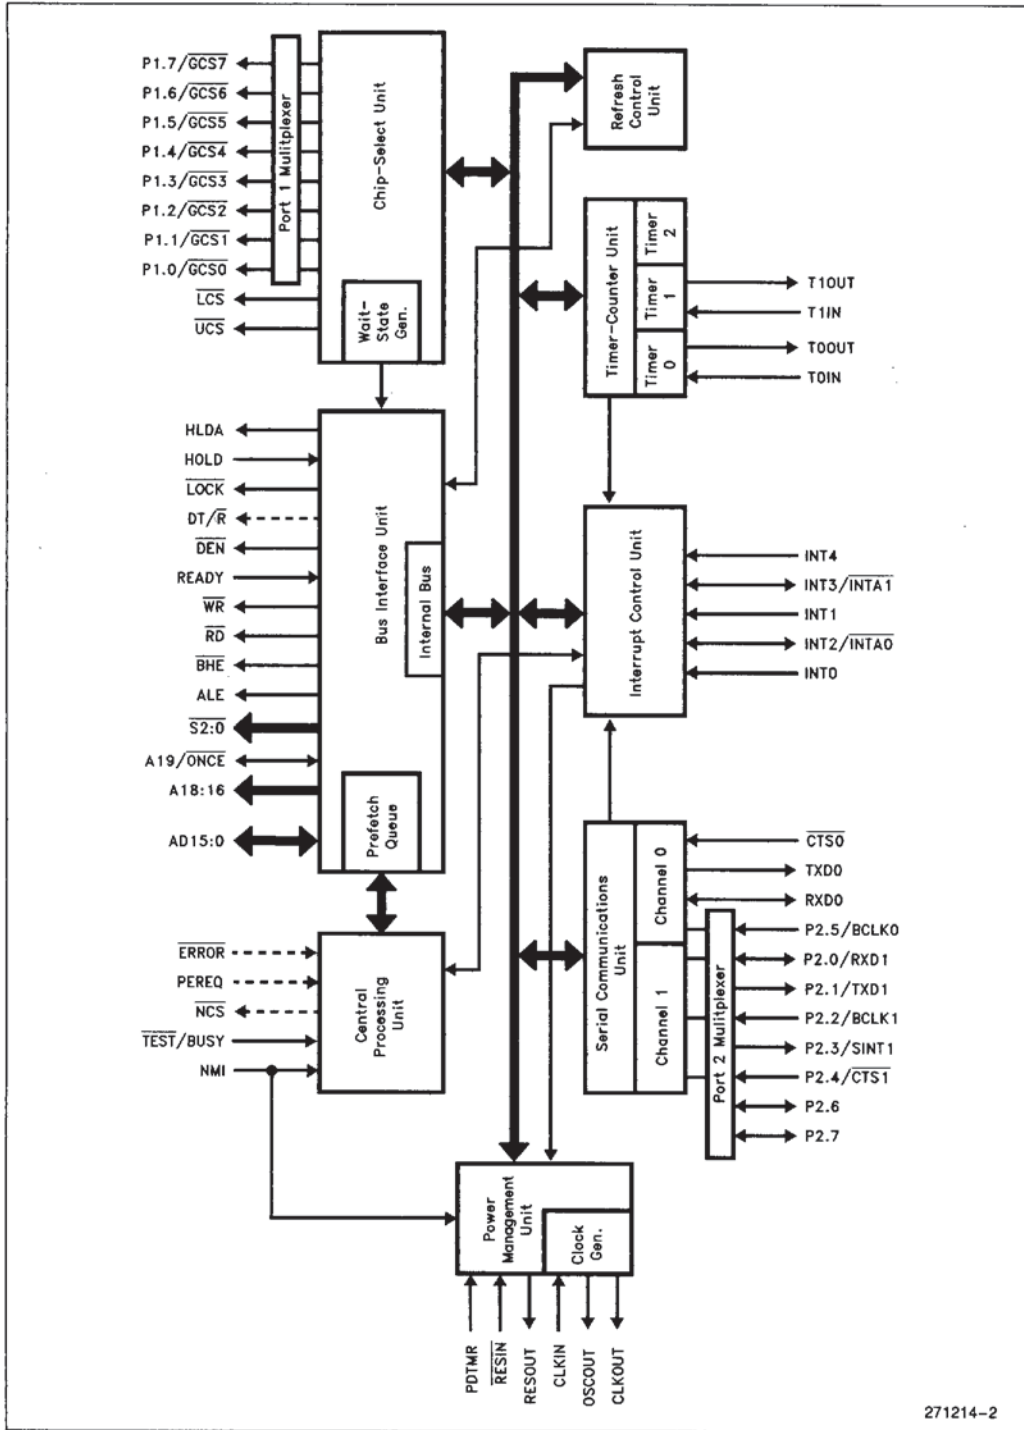 P1.7/GCS7
P1.6/GCS6
P1.5/GCS5
P1.4/GCS4
P1.3/GCS3
P1.2/GCS2
P1.1/GCS1
P1.0/GCS0
LCS
UCS
Port 1 Mulitplexer
Chip-Select Unit
Wait-
State
Gen.
Refresh
Control
Unit
Timer-Counter Unit
Timer
2
Timer
1
Timer
0
T1OUT
T1IN
T0OUT
T0IN
HLDA
HOLD
LOCK
DT/R
DEN
READY
WR
RD
BHE
ALE
S2:0
A19/ONCE
A18:16
AD15:0
Bus Interface Unit
Internal Bus
Prefetch
Queue
Interrupt Control Unit
INT4
INT3/INTA1
INT1
INT2/INTA0
INT0
ERROR
PEREQ
NCS
TEST/BUSY
NMI
Central
Processing
Unit
Serial Communications
Unit
Channel 0
Channel 1
Port 2 Mulitplexer
CTS0
TXD0
RXD0
P2.5/BCLK0
P2.0/RXD1
P2.1/TXD1
P2.2/BCLK1
P2.3/SINT1
P2.4/CTS1
P2.6
P2.7
Power
Management
Unit
Clock
Gen.
PDTMR
RESIN
RESOUT
CLKIN
OSCOUT
CLKOUT
271214-2